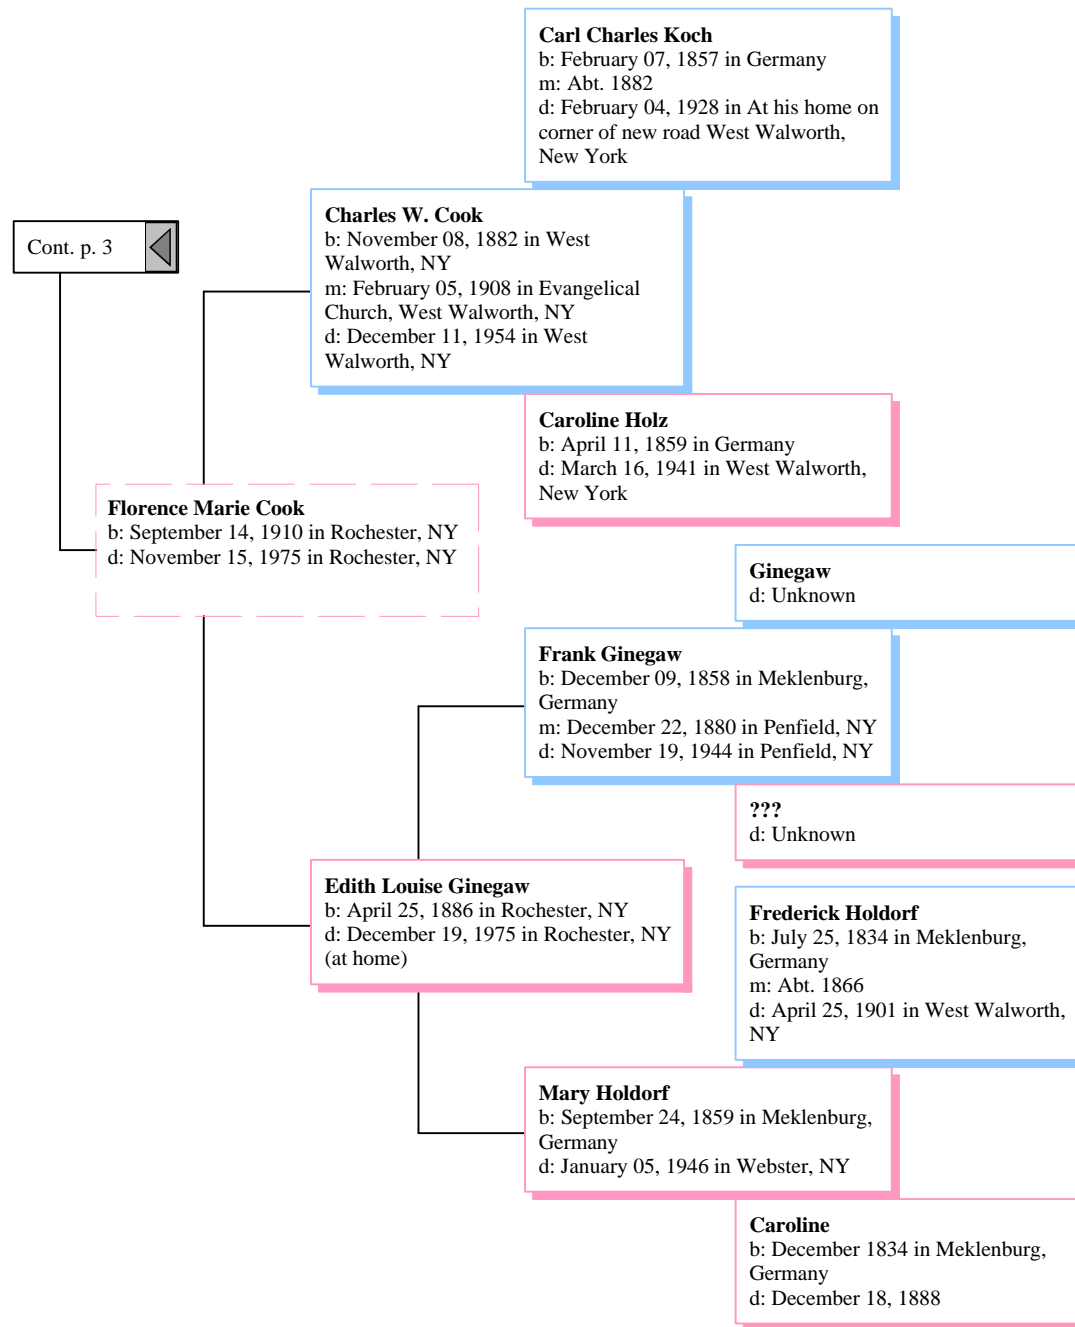 Carl Charles Koch
b: February 07, 1857 in Germany
m: Abt. 1882
d: February 04, 1928 in At his home on
corner of new road West Walworth,
New York
Charles W. Cook
b: November 08, 1882 in West
Walworth, NY
m: February 05, 1908 in Evangelical
Church, West Walworth, NY
d: December 11, 1954 in West
Walworth, NY
Cont. p. 3
Caroline Holz
b: April 11, 1859 in Germany
d: March 16, 1941 in West Walworth,
New York
Florence Marie Cook
b: September 14, 1910 in Rochester, NY
d: November 15, 1975 in Rochester, NY
Ginegaw
d: Unknown
Frank Ginegaw
b: December 09, 1858 in Meklenburg,
Germany
m: December 22, 1880 in Penfield, NY
d: November 19, 1944 in Penfield, NY
???
d: Unknown
Edith Louise Ginegaw
b: April 25, 1886 in Rochester, NY
d: December 19, 1975 in Rochester, NY
(at home)
Frederick Holdorf
b: July 25, 1834 in Meklenburg,
Germany
m: Abt. 1866
d: April 25, 1901 in West Walworth,
NY
Mary Holdorf
b: September 24, 1859 in Meklenburg,
Germany
d: January 05, 1946 in Webster, NY
Caroline
b: December 1834 in Meklenburg,
Germany
d: December 18, 1888